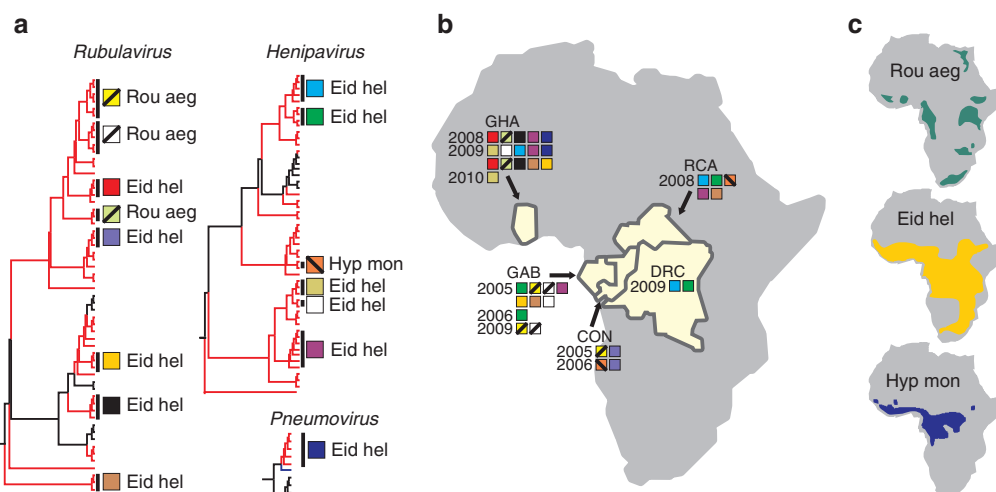 a
Rubulavirus
Rou aeg
Rou aeg
Eid hel
Rou aeg
Eid hel
Eid hel
Eid hel
Eid hel
Henipavirus
Eid hel
Eid hel
Hyp mon
Eid hel
Eid hel
Eid hel
Pneumovirus
Eid hel
b
GHA
2008
2009
2010
RCA
2008
GAB
2005
2006
2009
DRC
2009
CON
2005
2006
c
Rou aeg
Eid hel
Hyp mon